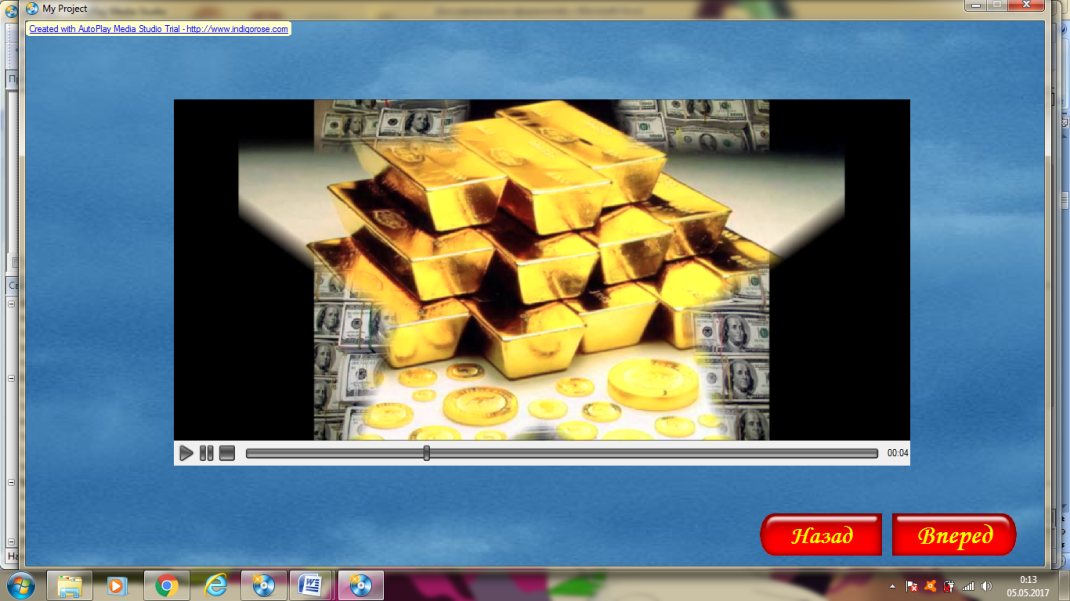 My Project
Created with AutoPlay Media Studio Trial - http://www.indigorose.com
00:04
Назад
Вперед
0:13
05.05.2017